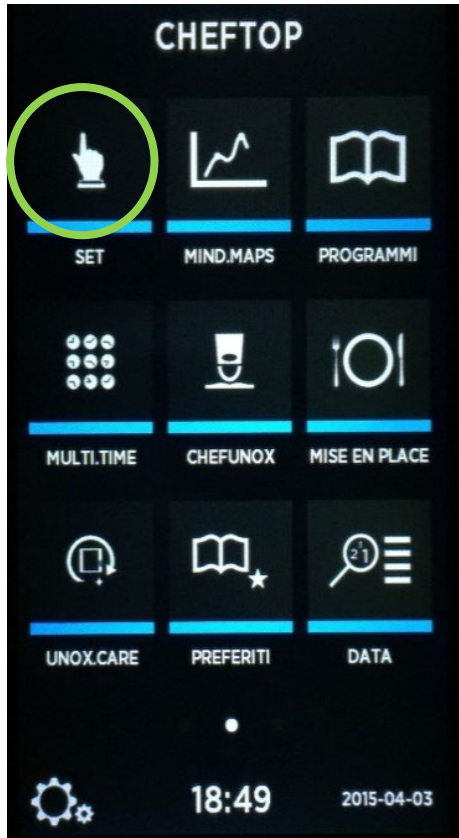 CHEFTOP
SET MIND.MAPS PROGRAMMI
MULTI.TIME CHEFUNOX MISE EN PLACE
UNOX.CARE PREFERITI DATA
18:49 2015-04-03